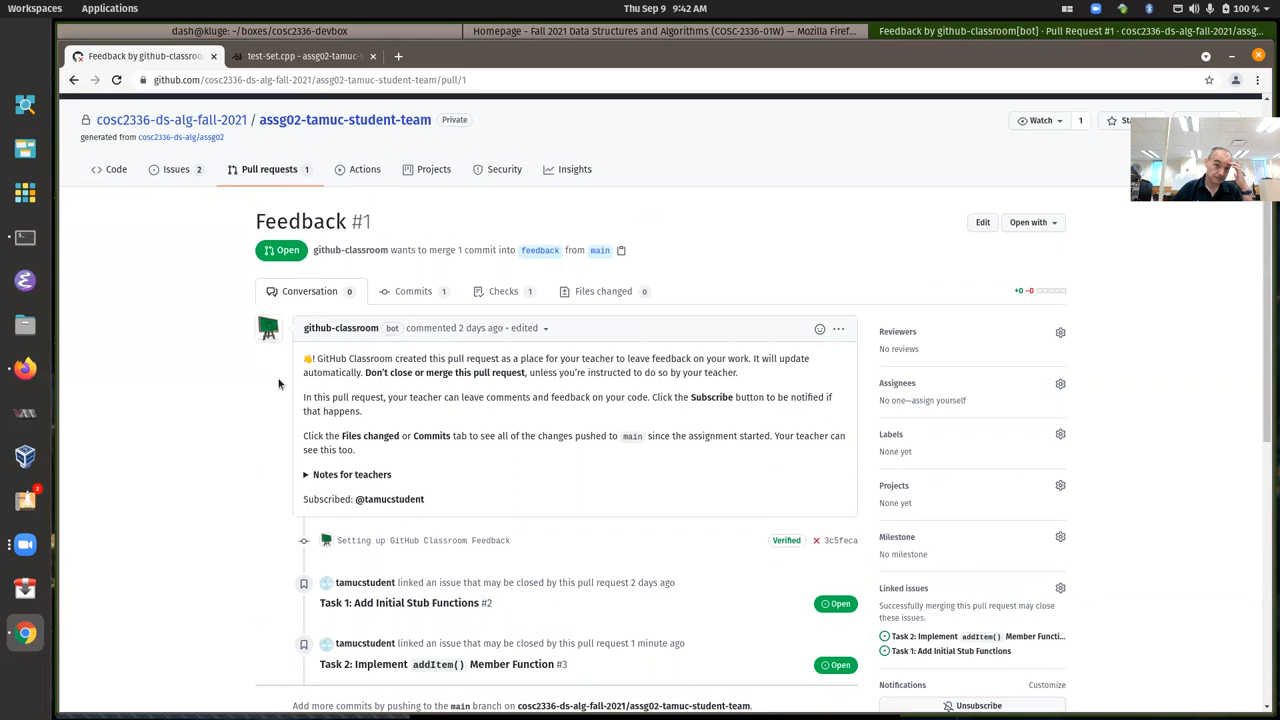 Workspaces Applications Thu Sep 9 9:42 AM 100 %
dash@kluge: ~/boxes/cosc2336-devbox Homepage - Fall 2021 Data Structures and Algorithms (COSC-2336-01W) — Mozilla Firef... Feedback by github-classroom[bot] · Pull Request #1 · cosc2336-ds-alg-fall-2021/assg...
Feedback by github-classroo test-Set.cpp - assg02-tamuc-s
github.com/cosc2336-ds-alg-fall-2021/assg02-tamuc-student-team/pull/1
cosc2336-ds-alg-fall-2021 / assg02-tamuc-student-team Private Watch 1 Sta
generated from cosc2336-ds-alg/assg02
Code Issues 2 Pull requests 1 Actions Projects Security Insights
Feedback #1 Edit Open with
Open github-classroom wants to merge 1 commit into feedback from main
Conversation 0 Commits 1 Checks 1 Files changed 0 +0 −0
github-classroom bot commented 2 days ago • edited
! GitHub Classroom created this pull request as a place for your teacher to leave feedback on your work. It will update
automatically. Don’t close or merge this pull request, unless you’re instructed to do so by your teacher.
In this pull request, your teacher can leave comments and feedback on your code. Click the Subscribe button to be notified if
that happens.
Click the Files changed or Commits tab to see all of the changes pushed to main since the assignment started. Your teacher can
see this too.
Notes for teachers
Subscribed: @tamucstudent
Setting up GitHub Classroom Feedback Verified 3c5feca
tamucstudent linked an issue that may be closed by this pull request 2 days ago
Task 1: Add Initial Stub Functions #2 Open
tamucstudent linked an issue that may be closed by this pull request 1 minute ago
Task 2: Implement addItem() Member Function #3 Open
Add more commits by pushing to the main branch on cosc2336-ds-alg-fall-2021/assg02-tamuc-student-team.
Reviewers
No reviews
Assignees
No one—assign yourself
Labels
None yet
Projects
None yet
Milestone
No milestone
Linked issues
Successfully merging this pull request may close
these issues.
Task 2: Implement addItem() Member Functi...
Task 1: Add Initial Stub Functions
Notifications Customize
Unsubscribe
2